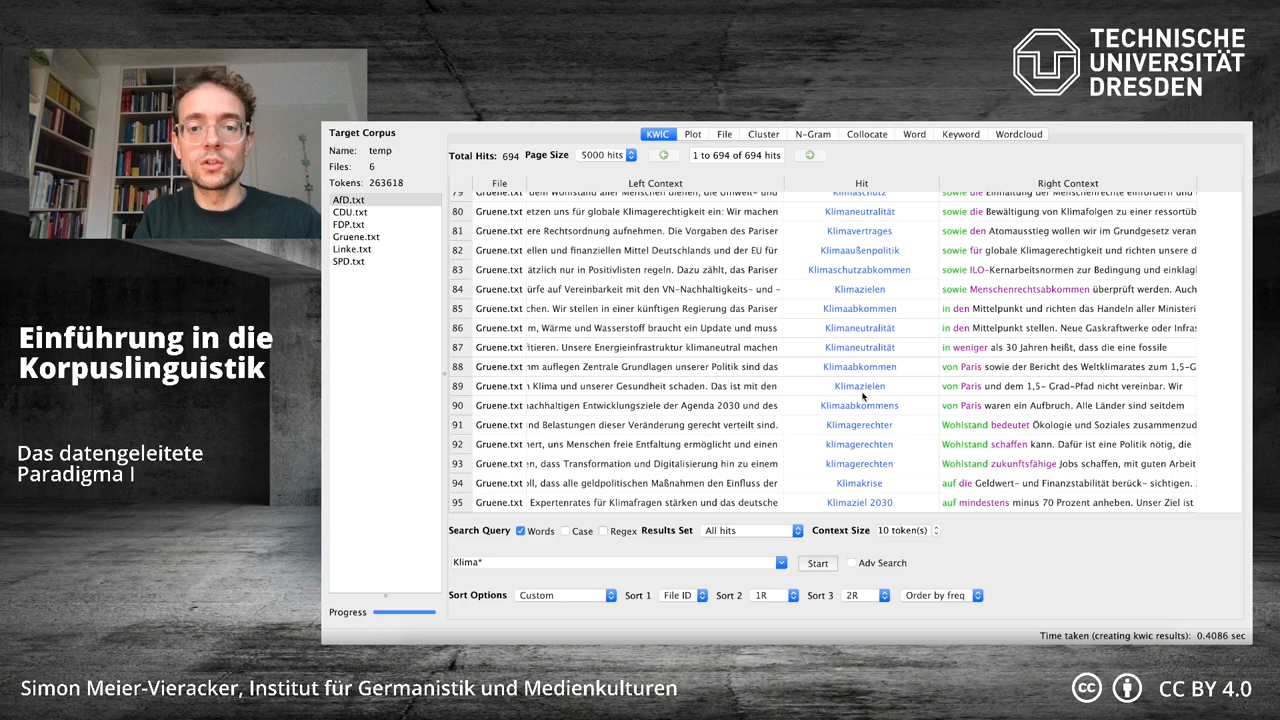 TECHNISCHE
UNIVERSITÄT
DRESDEN
Einführung in die
Korpuslinguistik
Das datengeleitete
Paradigma I
Target Corpus
Name: temp
Files: 6
Tokens: 263618
AfD.txt
CDU.txt
FDP.txt
Gruene.txt
Linke.txt
SPD.txt
Progress
KWIC Plot File Cluster N-Gram Collocate Word Keyword Wordcloud
Total Hits: 694 Page Size 5000 hits 1 to 694 of 694 hits
File Left Context Hit Right Context
79 Gruene.txt dem Wohlstand aller Menschen dienen, die Umwelt- und Klimaschutz sowie die Einhaltung der Menschenrechte
80 Gruene.txt etzen uns für globale Klimagerechtigkeit ein: Wir machen Klimaneutralität sowie die Bewältigung von Klimafolgen zu einer ressortüb
81 Gruene.txt ere Rechtsordnung aufnehmen. Die Vorgaben des Pariser Klimavertrages sowie den Atomausstieg wollen wir im Grundgesetz veran
82 Gruene.txt ellen und finanziellen Mittel Deutschlands und der EU für Klimaaußenpolitik sowie für globale Klimagerechtigkeit und richten unsere d
83 Gruene.txt ätzlich nur in Positivlisten regeln. Dazu zählt, das Pariser Klimaschutzabkommen sowie ILO-Kernarbeitsnormen zur Bedingung und einklag
84 Gruene.txt ürfe auf Vereinbarkeit mit den VN-Nachhaltigkeits- und - Klimazielen sowie Menschenrechtsabkommen überprüft werden. Auch
85 Gruene.txt chen. Wir stellen in einer künftigen Regierung das Pariser Klimaabkommen in den Mittelpunkt und richten das Handeln aller Ministeri
86 Gruene.txt m, Wärme und Wasserstoff braucht ein Update und muss Klimaneutralität in den Mittelpunkt stellen. Neue Gaskraftwerke oder Infras
87 Gruene.txt itieren. Unsere Energieinfrastruktur klimaneutral machen Klimaneutralität in weniger als 30 Jahren heißt, dass die eine fossile
88 Gruene.txt nm auflegen Zentrale Grundlagen unserer Politik sind das Klimaabkommen von Paris sowie der Bericht des Weltklimarates zum 1,5-G
89 Gruene.txt n Klima und unserer Gesundheit schaden. Das ist mit den Klimazielen von Paris und dem 1,5- Grad-Pfad nicht vereinbar. Wir
90 Gruene.txt nachhaltigen Entwicklungsziele der Agenda 2030 und des Klimaabkommens von Paris waren ein Aufbruch. Alle Länder sind seitdem
91 Gruene.txt nd Belastungen dieser Veränderung gerecht verteilt sind. Klimagerechter Wohlstand bedeutet Ökologie und Soziales zusammenzud
92 Gruene.txt nert, uns Menschen freie Entfaltung ermöglicht und einen klimagerechten Wohlstand schaffen kann. Dafür ist eine Politik nötig, die
93 Gruene.txt en, dass Transformation und Digitalisierung hin zu einem klimagerechten Wohlstand zukunftsfähige Jobs schaffen, mit guten Arbeit
94 Gruene.txt oll, dass alle geldpolitischen Maßnahmen den Einfluss der Klimakrise auf die Geldwert- und Finanzstabilität berück- sichtigen.
95 Gruene.txt Expertenrates für Klimafragen stärken und das deutsche Klimaziel 2030 auf mindestens minus 70 Prozent anheben. Unser Ziel ist
Search Query Words Case Regex Results Set All hits Context Size 10 token(s)
Klima* Start Adv Search
Sort Options Custom Sort 1 File ID Sort 2 1R Sort 3 2R Order by freq
Time taken (creating kwic results): 0.4086 sec
Simon Meier-Vieracker, Institut für Germanistik und Medienkulturen
cc CC BY 4.0